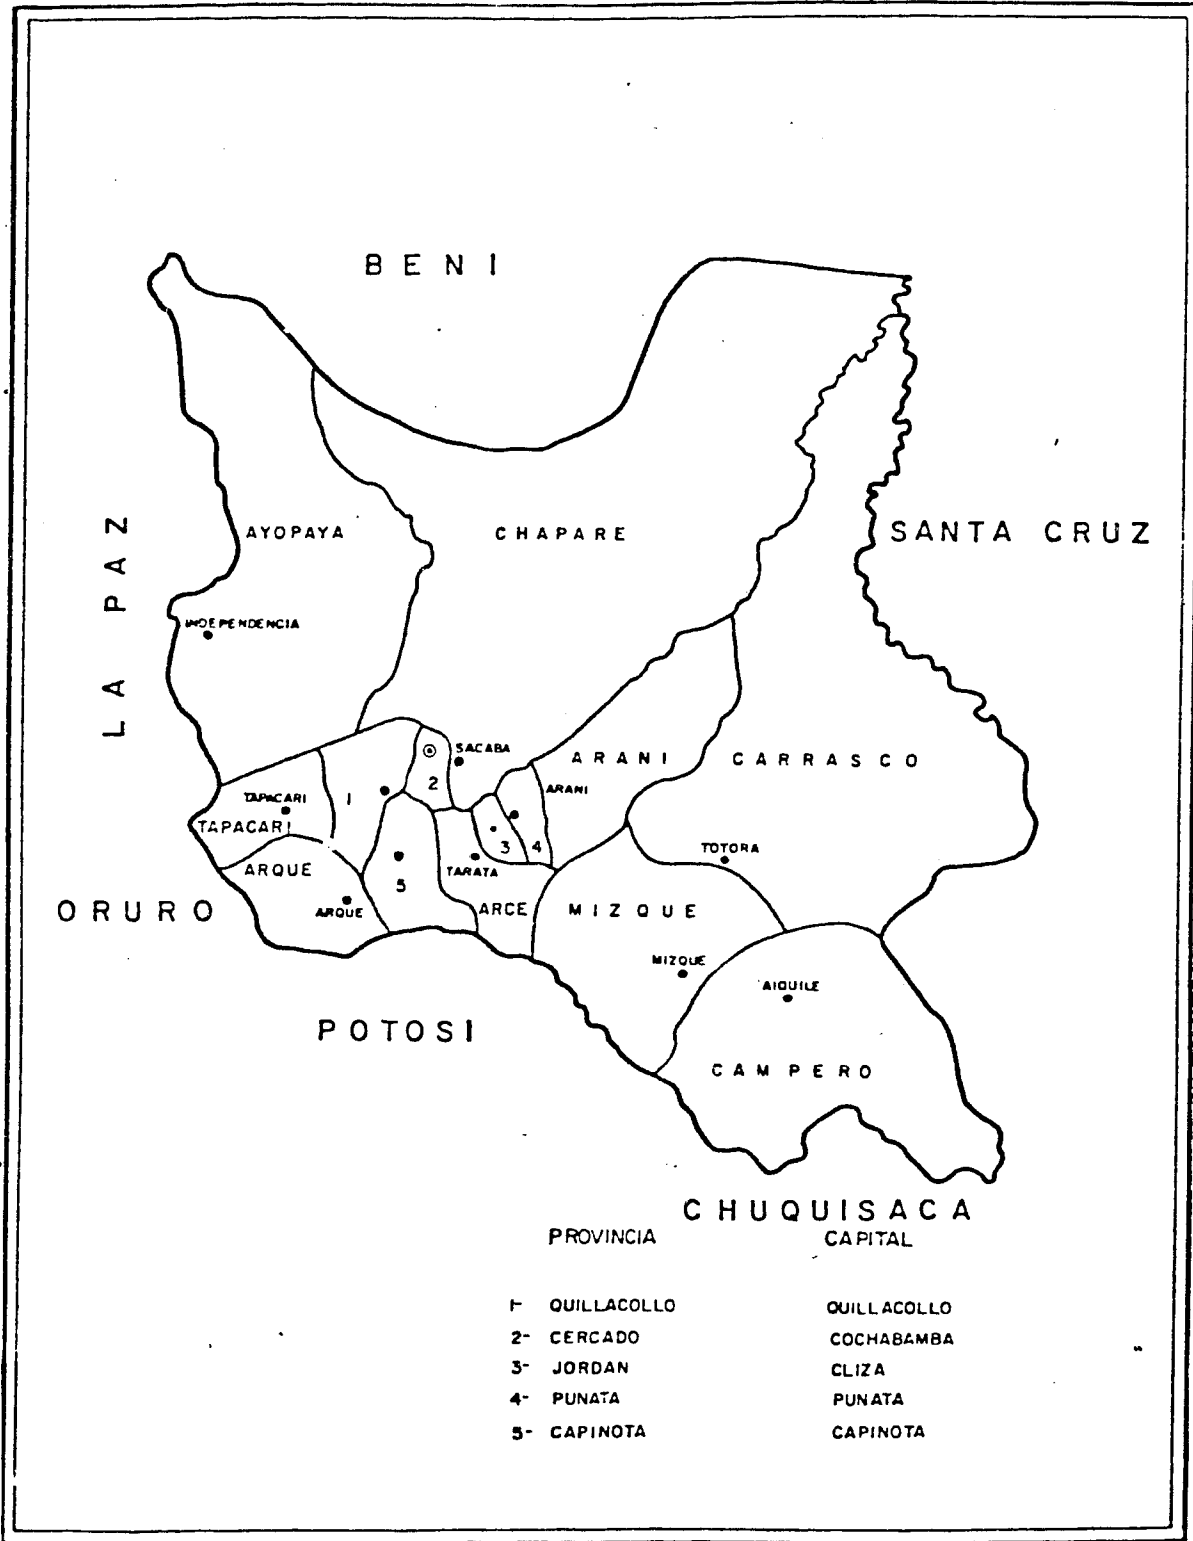 BENI
LA PAZ
AYOPAYA
CHAPARE
SANTA CRUZ
INDEPENDENCIA
SACABA
ARANI
CARRASCO
1
2
TAPACARI
ARANI
TAPACARI
3
4
TOTORA
ARQUE
TARATA
5
ORURO
ARQUE
ARCE
MIZQUE
MIZQUE
AIQUILE
POTOSI
CAMPERO
CHUQUISACA
PROVINCIA CAPITAL
1- QUILLACOLLO QUILLACOLLO
2- CERCADO COCHABAMBA
3- JORDAN CLIZA
4- PUNATA PUNATA
5- CAPINOTA CAPINOTA